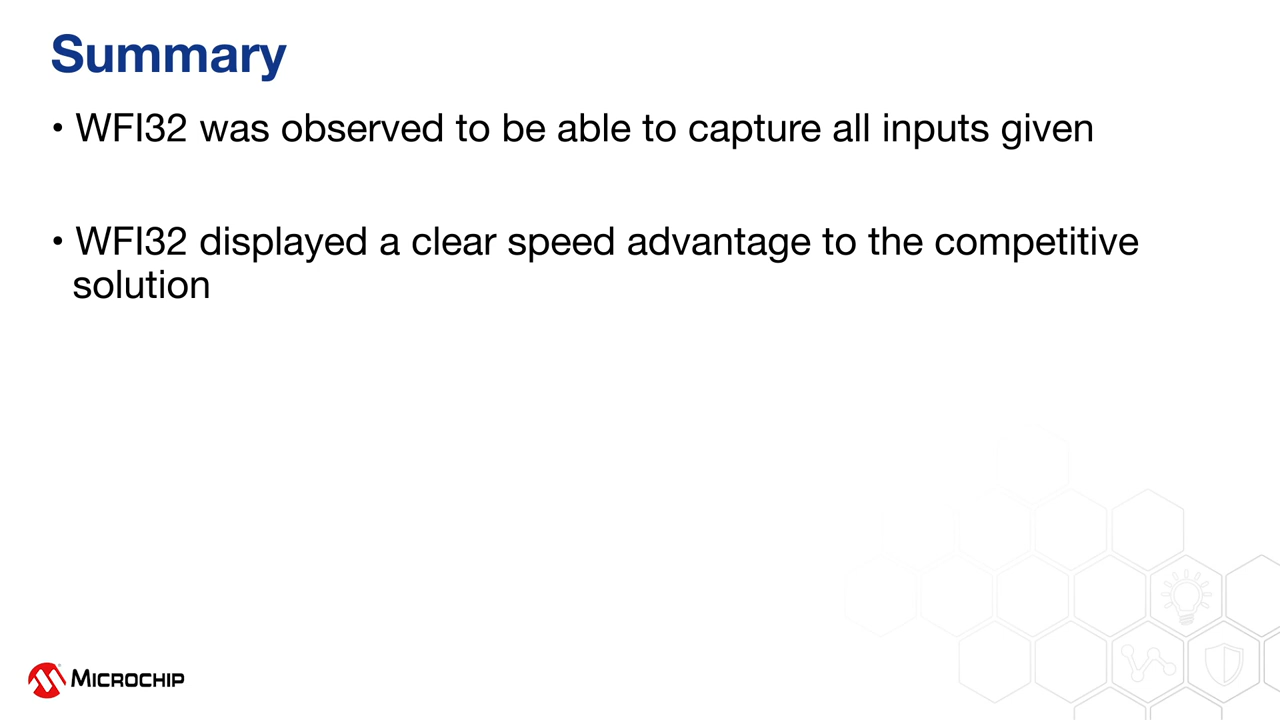 Summary
• WFI32 was observed to be able to capture all inputs given
• WFI32 displayed a clear speed advantage to the competitive
solution
MICROCHIP